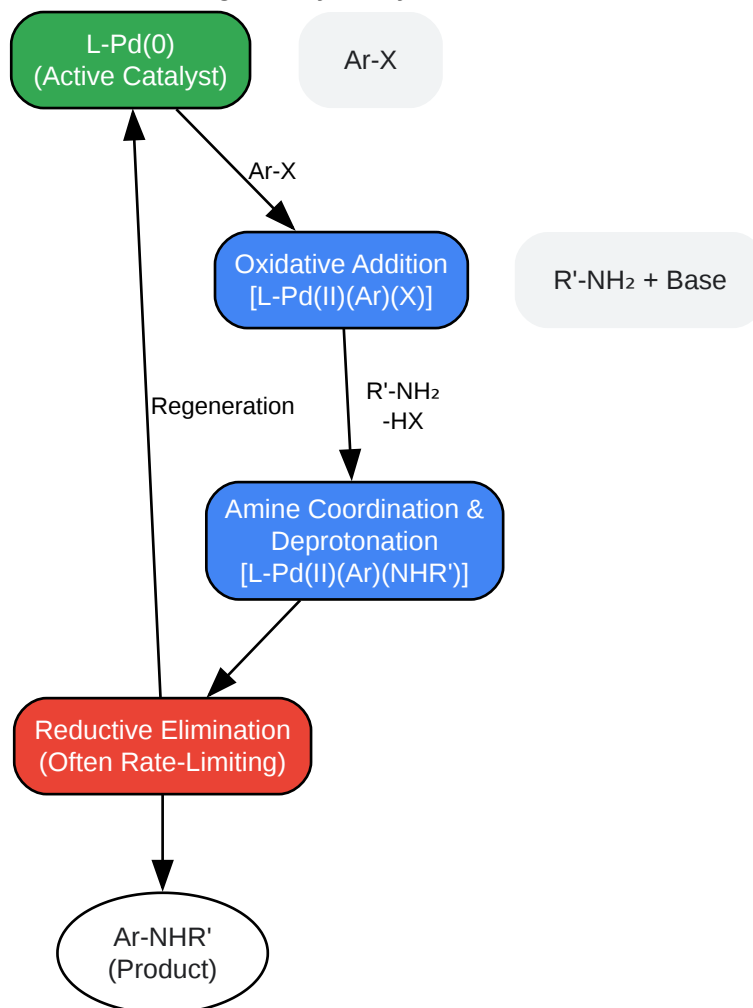 L-Pd(0)
(Active Catalyst)
Ar-X
Ar-X
Oxidative Addition
[L-Pd(II)(Ar)(X)]
R'-NH₂ + Base
R'-NH₂
-HX
Regeneration
Amine Coordination &
Deprotonation
[L-Pd(II)(Ar)(NHR')]
Reductive Elimination
(Often Rate-Limiting)
Ar-NHR'
(Product)